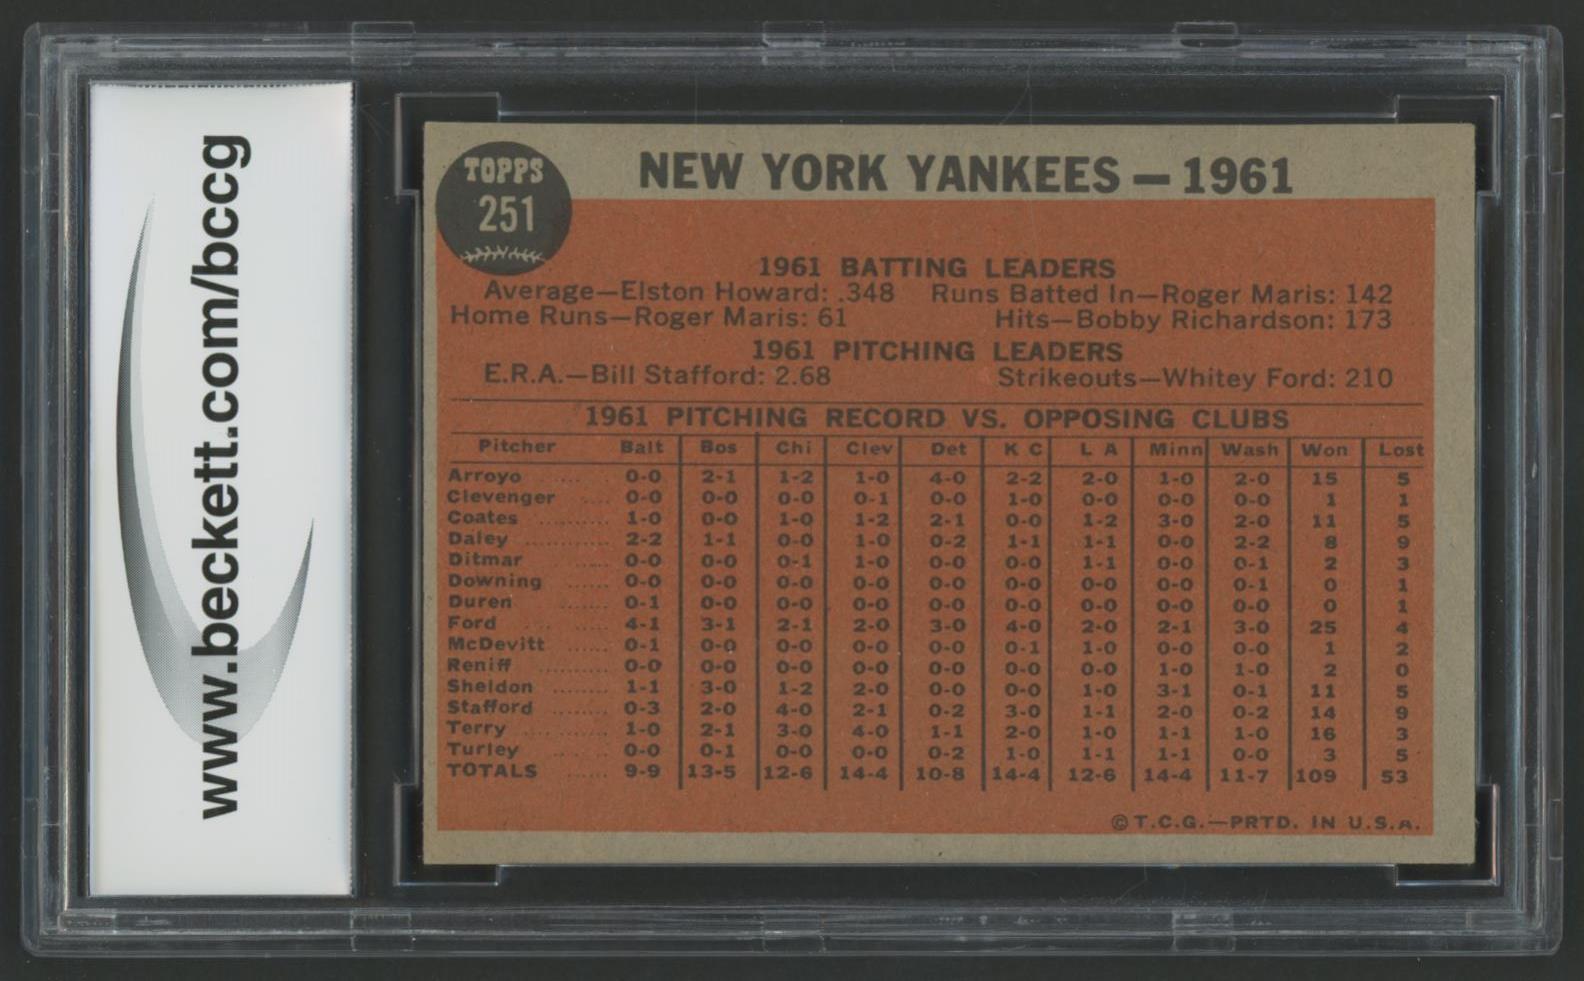 www.beckett.com/bccg
TOPPS
251
NEW YORK YANKEES — 1961
1961 BATTING LEADERS
Average—Elston Howard: .348 Runs Batted In—Roger Maris: 142
Home Runs—Roger Maris: 61 Hits—Bobby Richardson: 173
1961 PITCHING LEADERS
E.R.A.—Bill Stafford: 2.68 Strikeouts—Whitey Ford: 210
1961 PITCHING RECORD VS. OPPOSING CLUBS
Pitcher Balt Bos Chi Clev Det K C L A Minn Wash Won Lost
Arroyo .... 0-0 2-1 1-2 1-0 4-0 2-2 2-0 1-0 2-0 15 5
Clevenger .... 0-0 0-0 0-0 0-1 0-0 1-0 0-0 0-0 0-0 1 1
Coates .......... 1-0 0-0 1-0 1-2 2-1 0-0 1-2 3-0 2-0 11 5
Daley ............ 2-2 1-1 0-0 1-0 0-2 1-1 1-1 0-0 2-2 8 9
Ditmar ......... 0-0 0-0 0-1 1-0 0-0 0-0 1-1 0-0 0-1 2 3
Downing ...... 0-0 0-0 0-0 0-0 0-0 0-0 0-0 0-0 0-1 0 1
Duren ........ 0-1 0-0 0-0 0-0 0-0 0-0 0-0 0-0 0-0 0 1
Ford .... ..... 4-1 3-1 2-1 2-0 3-0 4-0 2-0 2-1 3-0 25 4
McDevitt ..... 0-1 0-0 0-0 0-0 0-0 0-1 1-0 0-0 0-0 1 2
Reniff ......... 0-0 0-0 0-0 0-0 0-0 0-0 0-0 1-0 1-0 2 0
Sheldon ....... 1-1 3-0 1-2 2-0 0-0 0-0 1-0 3-1 0-1 11 5
Stafford ........ 0-3 2-0 4-0 2-1 0-2 3-0 1-1 2-0 0-2 14 9
Terry ........... 1-0 2-1 3-0 4-0 1-1 2-0 1-0 1-1 1-0 16 3
Turley ....... 0-0 0-1 0-0 0-0 0-2 1-0 1-1 1-1 0-0 3 5
TOTALS ...... 9-9 13-5 12-6 14-4 10-8 14-4 12-6 14-4 11-7 109 53
© T.C.G.—PRTD. IN U.S.A.